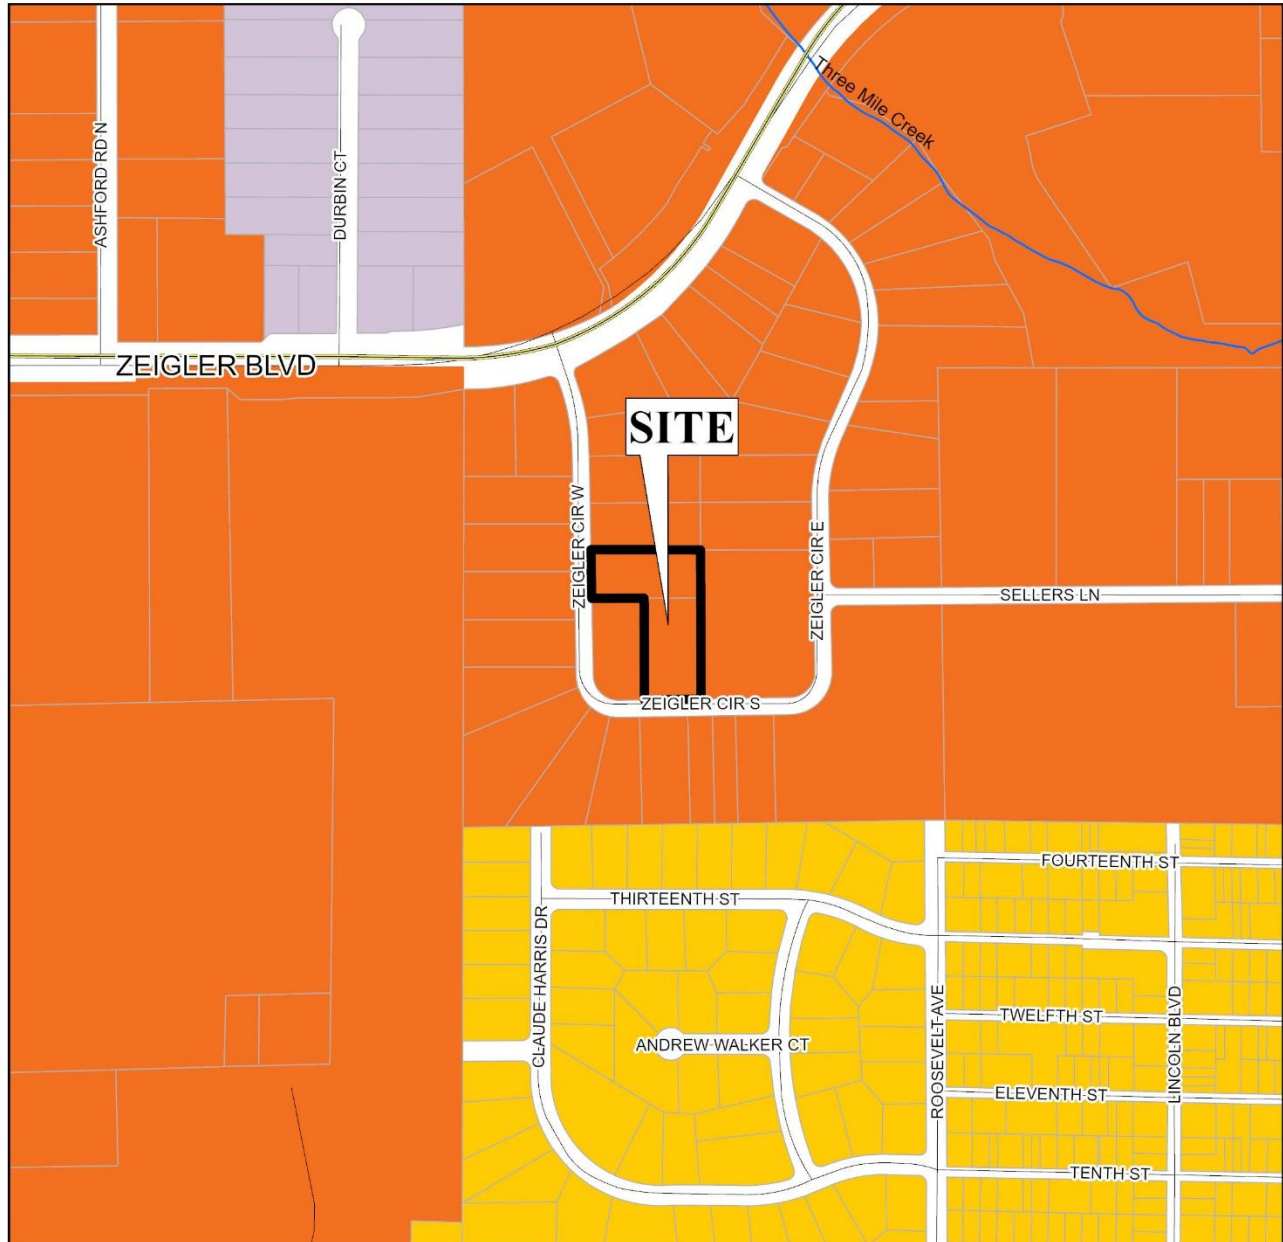 Three Mile Creek
ASHFORD RD N
DURBIN CT
ZEIGLER BLVD
SITE
ZEIGLER CIR W
ZEIGLER CIR E
SELLERS LN
ZEIGLER CIR S
FOURTEENTH ST
THIRTEENTH ST
CLAUDE HARRIS DR
ROOSEVELT AVE
LINCOLN BLVD
TWELFTH ST
ANDREW WALKER CT
ELEVENTH ST
TENTH ST